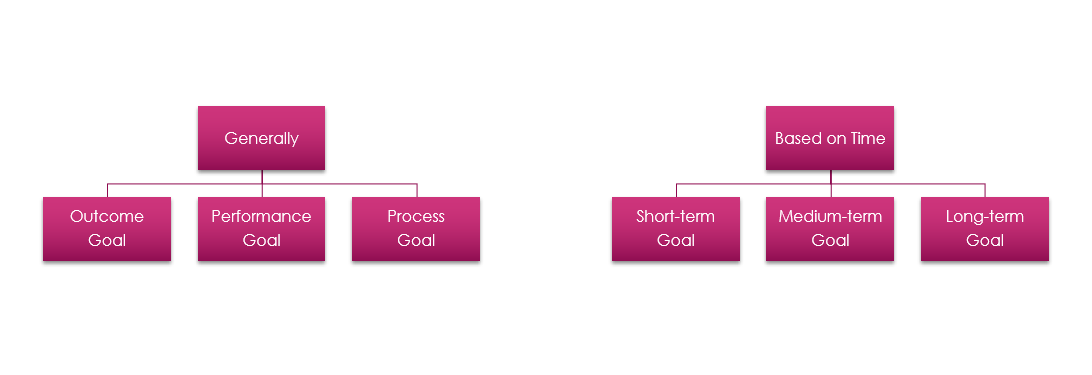 Generally
Outcome
Goal
Performance
Goal
Process
Goal
Based on Time
Short-term
Goal
Medium-term
Goal
Long-term
Goal